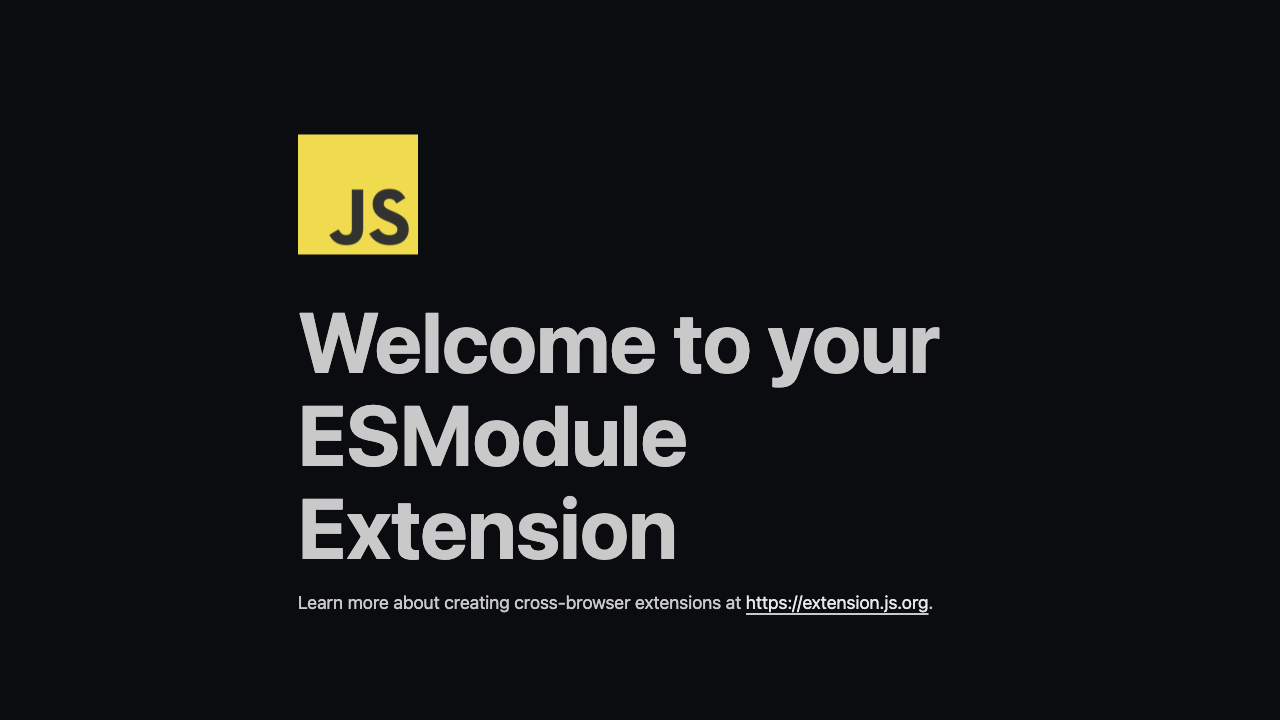 JS
Welcome to your
ESModule
Extension
Learn more about creating cross-browser extensions at https://extension.js.org.